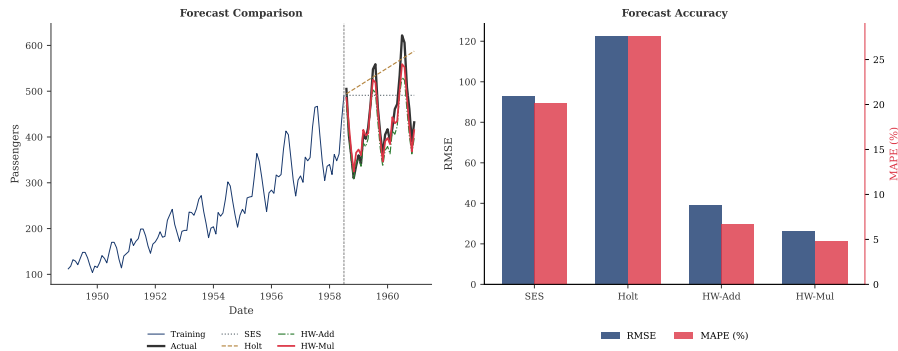 Forecast Comparison
Passengers
600
500
400
300
200
100
1950
1952
1954
1956
1958
1960
Date
Training
SES
HW-Add
Actual
Holt
HW-Mul
Forecast Accuracy
RMSE
120
100
80
60
40
20
0
25
20
15
10
5
0
MAPE (%)
SES
Holt
HW-Add
HW-Mul
RMSE
MAPE (%)